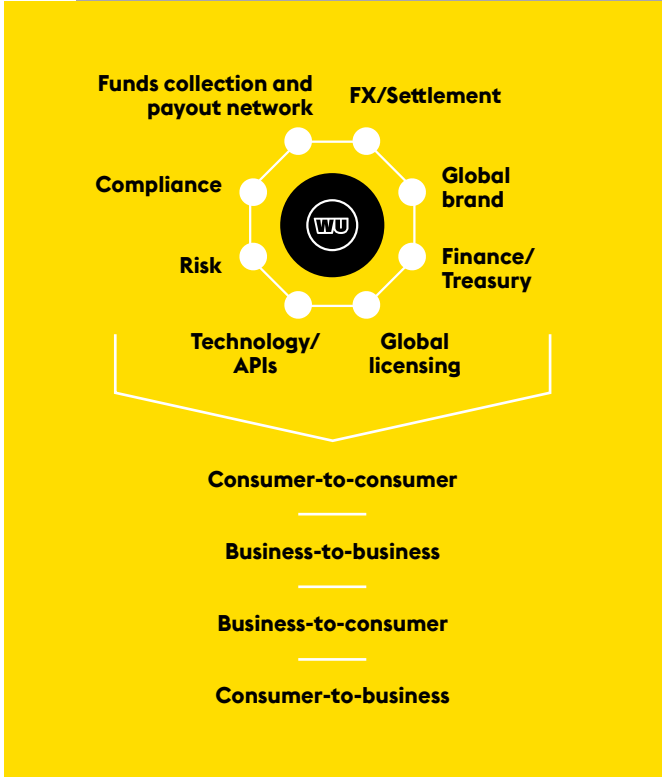 Funds collection and
payout network
FX/Settlement
Compliance
Global
brand
WU
Risk
Finance/
Treasury
Technology/
APIs
Global
licensing
Consumer-to-consumer
Business-to-business
Business-to-consumer
Consumer-to-business